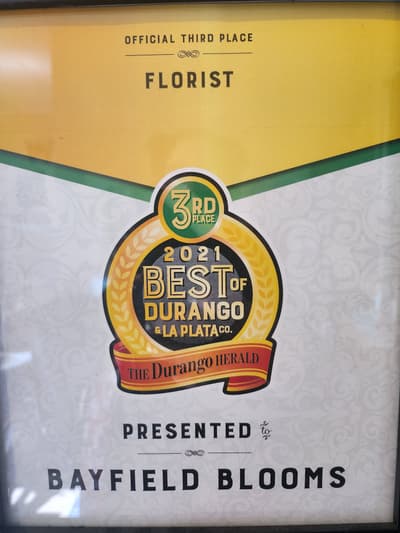 OFFICIAL THIRD PLACE
FLORIST
3RD
PLACE
2021
BEST OF
DURANGO
& LA PLATA CO.
THE Durango HERALD
PRESENTED to
BAYFIELD BLOOMS